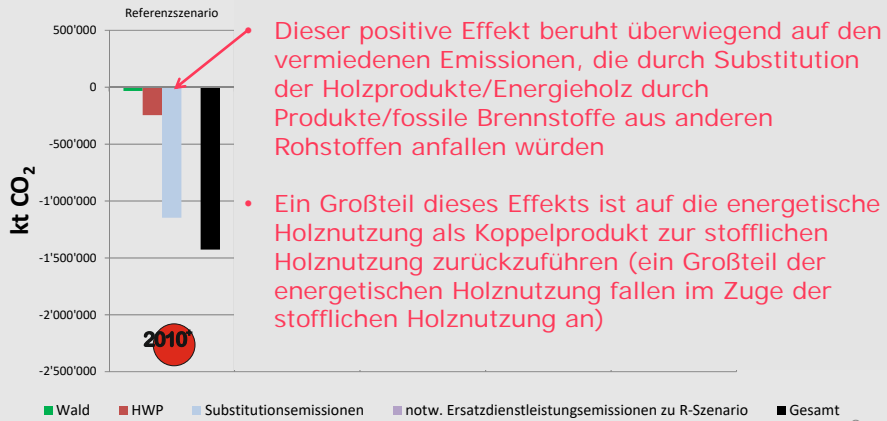 Referenzszenario
500'000
0
-500'000
-1'000'000
-1'500'000
-2'000'000
-2'500'000
kt CO₂
2010+
• Dieser positive Effekt beruht überwiegend auf den
vermiedenen Emissionen, die durch Substitution
der Holzprodukte/Energieholz durch
Produkte/fossile Brennstoffe aus anderen
Rohstoffen anfallen würden
• Ein Großteil dieses Effekts ist auf die energetische
Holznutzung als Koppelprodukt zur stofflichen
Holznutzung zurückzuführen (ein Großteil der
energetischen Holznutzung fallen im Zuge der
stofflichen Holznutzung an)
Wald HWP Substitutionsemissionen notw. Ersatzdienstleistungsemissionen zu R-Szenario Gesamt